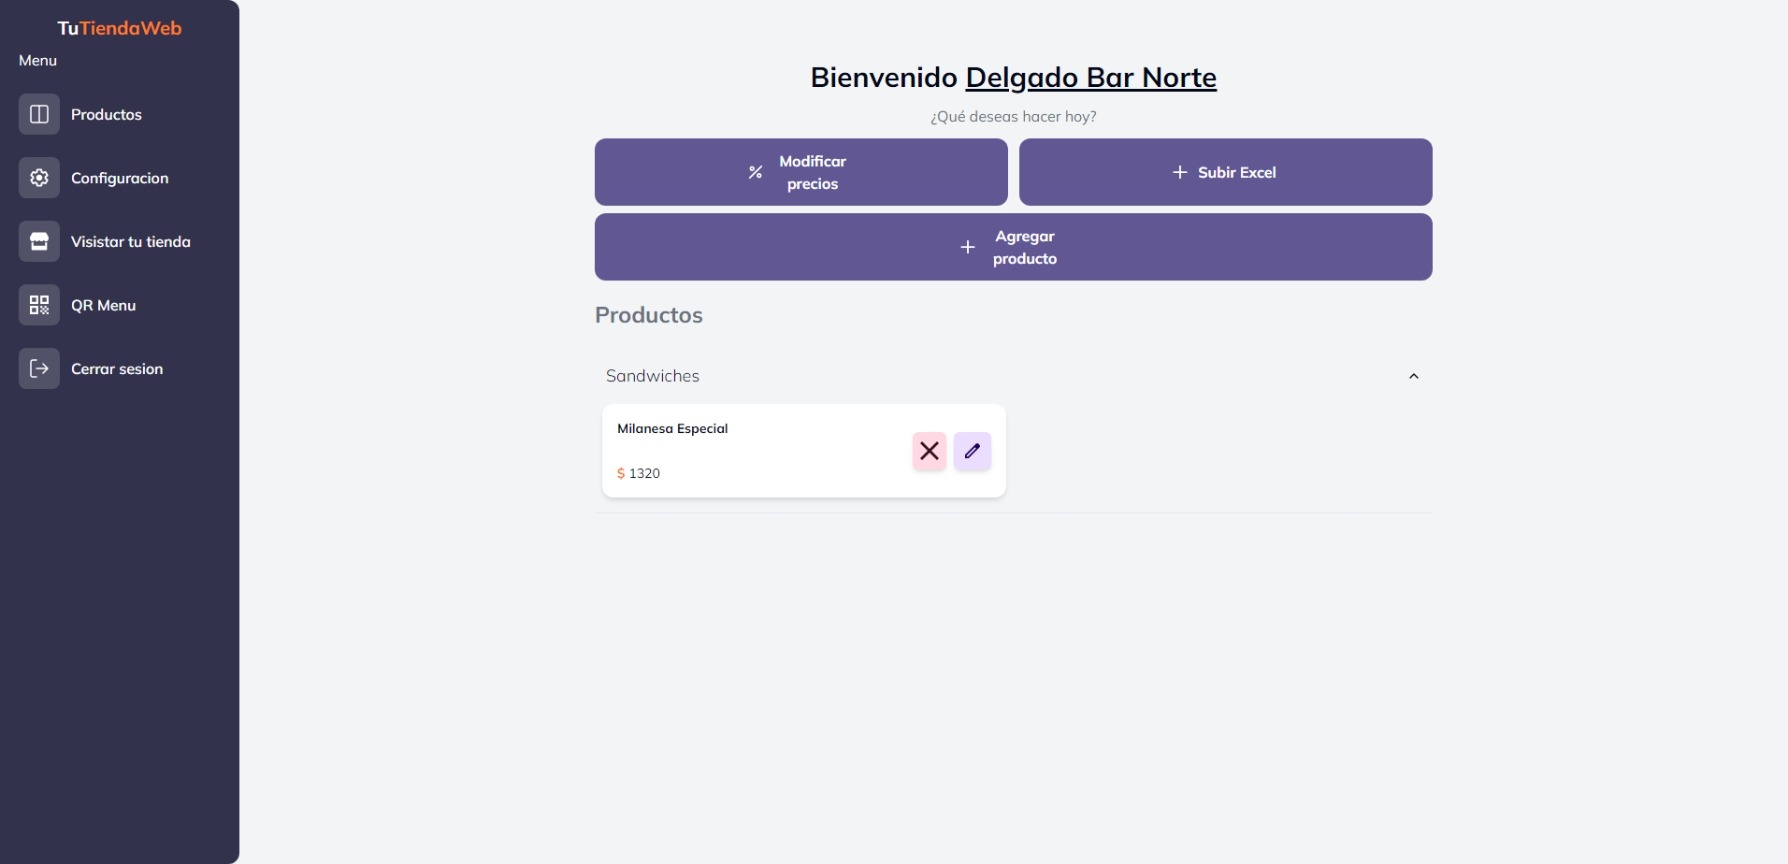 TuTiendaWeb
Menu
Productos
Configuracion
Visistar tu tienda
QR Menu
Cerrar sesion
Bienvenido Delgado Bar Norte
¿Qué deseas hacer hoy?
Modificar
precios
Subir Excel
Agregar
producto
Productos
Sandwiches
Milanesa Especial
$ 1320